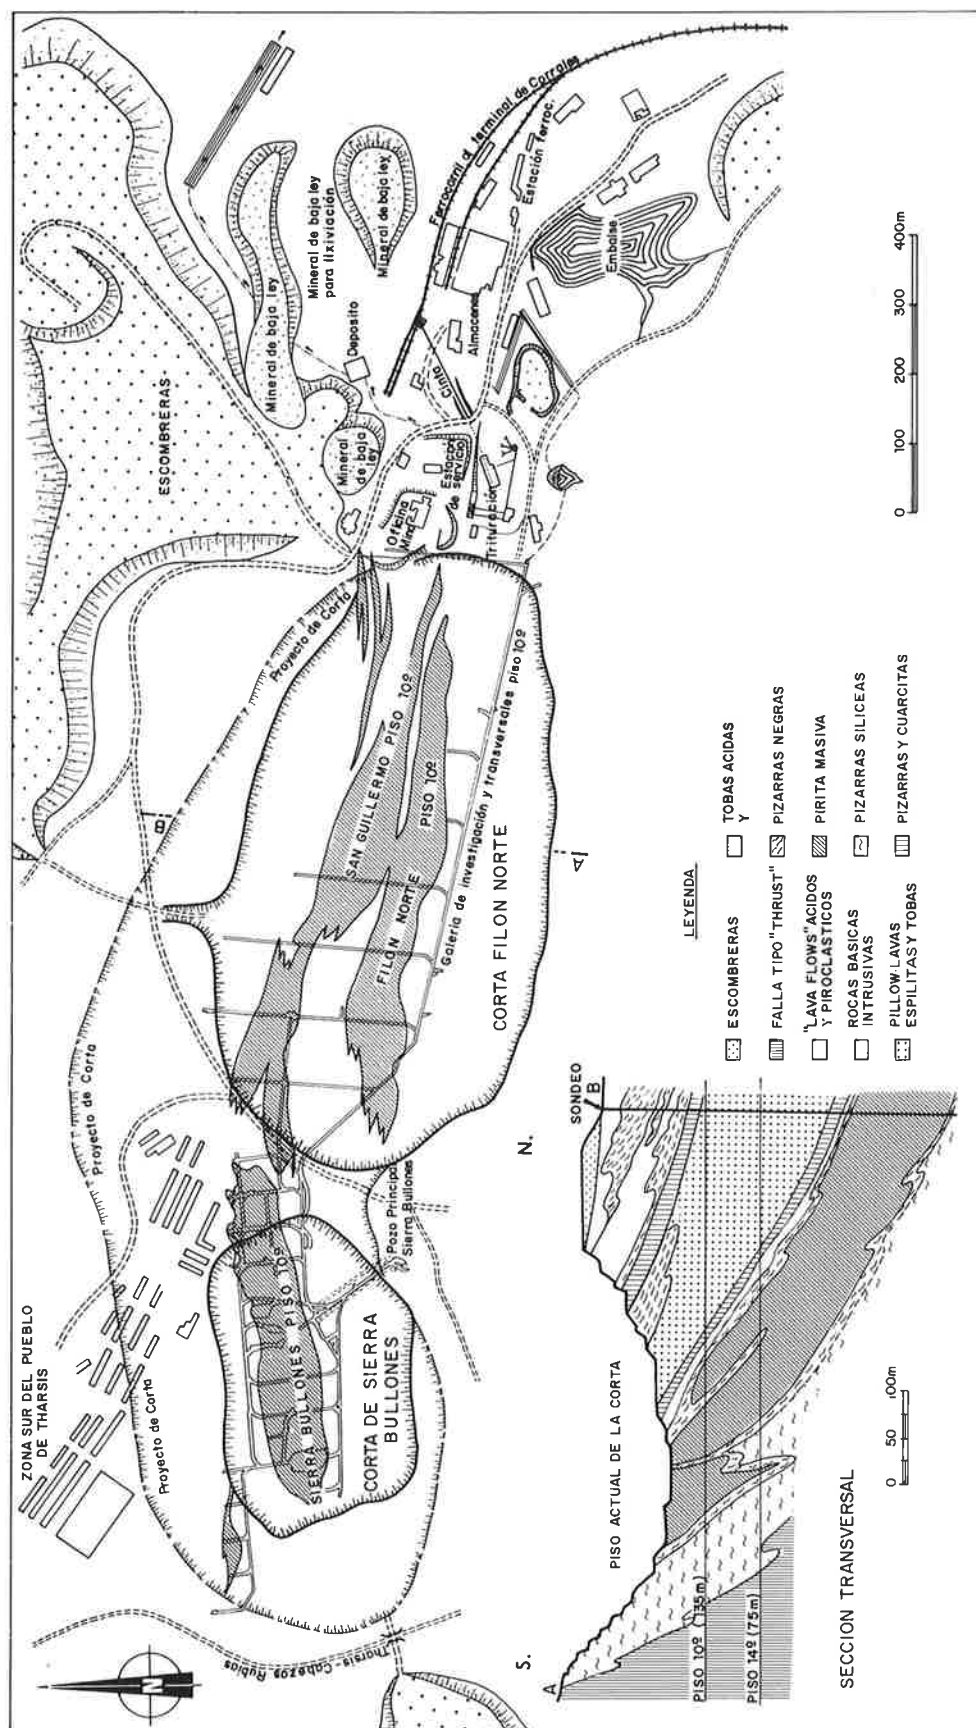 ZONA SUR DEL PUEBLO
DE THARSIS
N
Tharsis - Cabezas
Rubias
Proyecto de Corta
Proyecto de Corta
Proyecto de Corta
ESCOMBRERAS
Mineral de baja ley
Mineral de baja ley
para lixiviación
Mineral de baja ley
Mineral
de baja
ley
Deposito
Ferrocarril al terminal de Corrales
Estación ferroc.
Almacenes
Cinta
Embalse
Estación
de servicio
Oficina
Mina
Trituración
B
A
SAN GUILLERMO PISO 10º
FILON NORTE PISO 10º
Galería de investigación y transversales piso 10º
CORTA FILON NORTE
SIERRA BULLONES PISO 10º
CORTA DE SIERRA
BULLONES
Pozo Principal
Sierra Bullones
0 100 200 300 400m
LEYENDA
ESCOMBRERAS
FALLA TIPO "THRUST"
"LAVA FLOWS" ACIDOS
Y PIROCLASTICOS
ROCAS BASICAS
INTRUSIVAS
PILLOW-LAVAS
ESPILITAS Y TOBAS
TOBAS ACIDAS
Y
PIZARRAS NEGRAS
PIRITA MASIVA
PIZARRAS SILICEAS
PIZARRAS Y CUARCITAS
S.
N.
A
PISO ACTUAL DE LA CORTA
SONDEO
B
PISO 10º (135m)
PISO 14º (75m)
SECCION TRANSVERSAL
0 50 100m